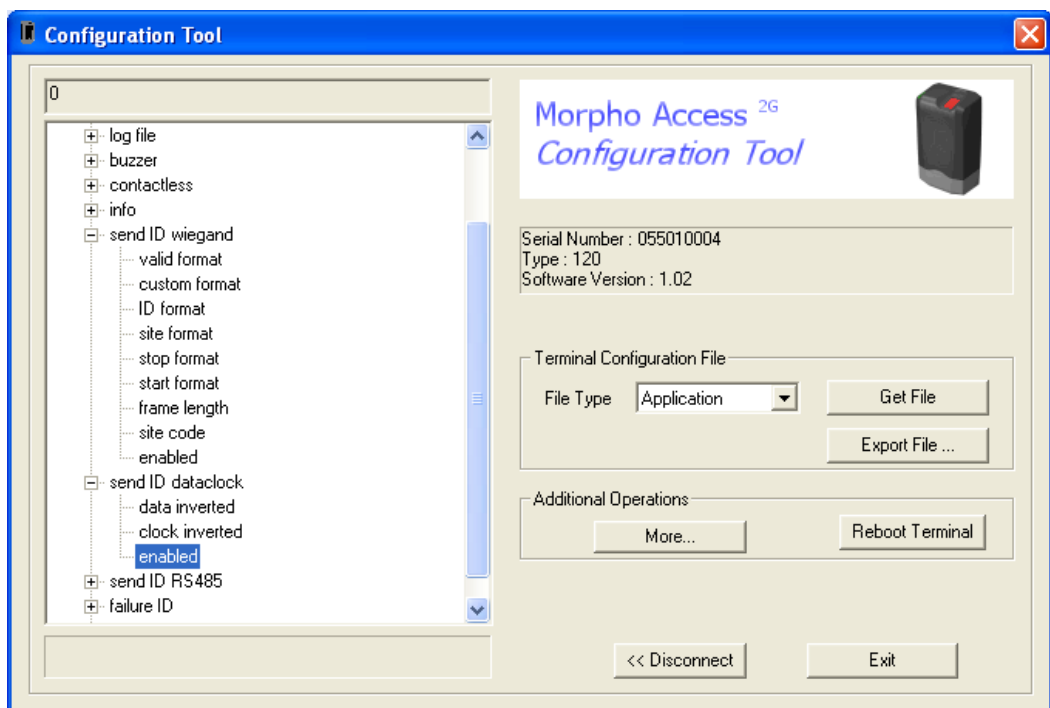 Configuration Tool
0
log file
buzzer
contactless
info
send ID wiegand
valid format
custom format
ID format
site format
stop format
start format
frame length
site code
enabled
send ID dataclock
data inverted
clock inverted
enabled
send ID RS485
failure ID
Morpho Access 2G
Configuration Tool
Serial Number : 055010004
Type : 120
Software Version : 1.02
Terminal Configuration File
File Type Application Get File
Export File ...
Additional Operations
More... Reboot Terminal
<< Disconnect Exit